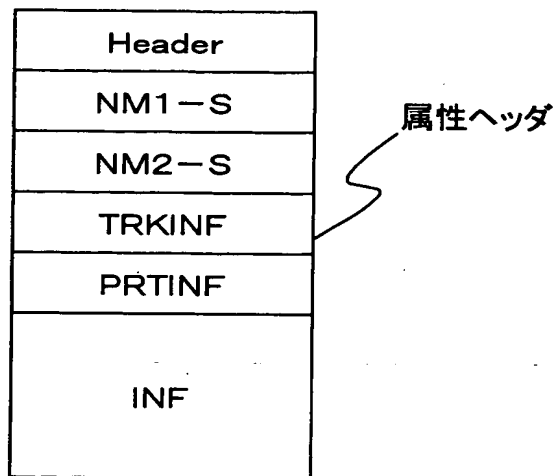 Header
NM1-S
属性ヘッダ
NM2-S
TRKINF
PRTINF
INF